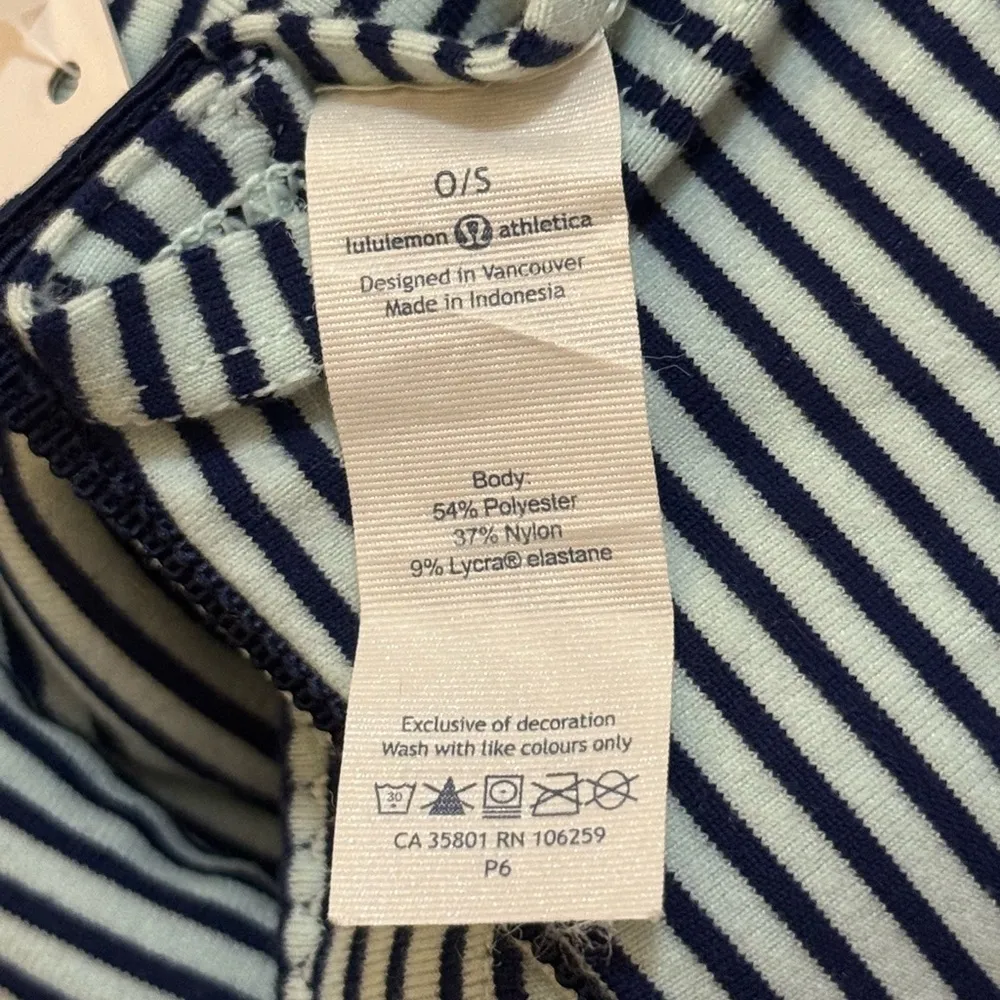 O/S
lululemon athletica
Designed in Vancouver
Made in Indonesia
Body:
54% Polyester
37% Nylon
9% Lycra® elastane
Exclusive of decoration
Wash with like colours only
30
CA 35801 RN 106259
P6